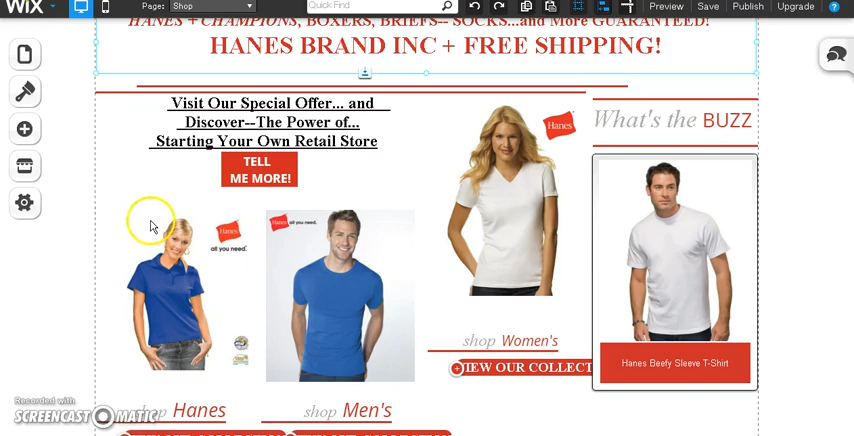 WiX
Page: Shop
Quick Find
Preview Save Publish Upgrade ?
HANES + CHAMPIONS, BOXERS, BRIEFS-- SOCKS...and More GUARANTEED!
HANES BRAND INC + FREE SHIPPING!
Visit Our Special Offer... and
Discover--The Power of...
Starting Your Own Retail Store
TELL
ME MORE!
Hanes
What's the BUZZ
Hanes
all you need.
Hanes all you need.
shop Women's
VIEW OUR COLLECT
Hanes Beefy Sleeve T-Shirt
shop Hanes
shop Men's
Recorded with
SCREENCAST-O-MATIC